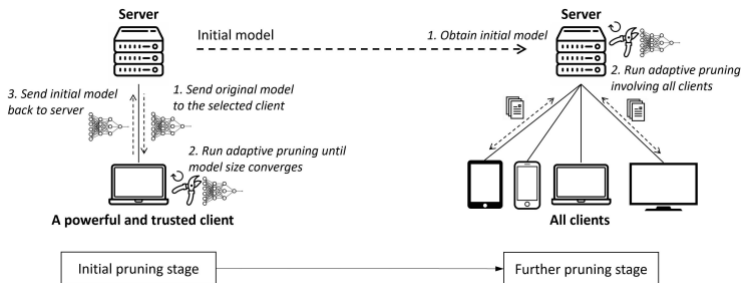 Server
Initial model
1. Obtain initial model
Server
3. Send initial model
back to server
1. Send original model
to the selected client
2. Run adaptive pruning until
model size converges
A powerful and trusted client
2. Run adaptive pruning
involving all clients
All clients
Initial pruning stage
Further pruning stage